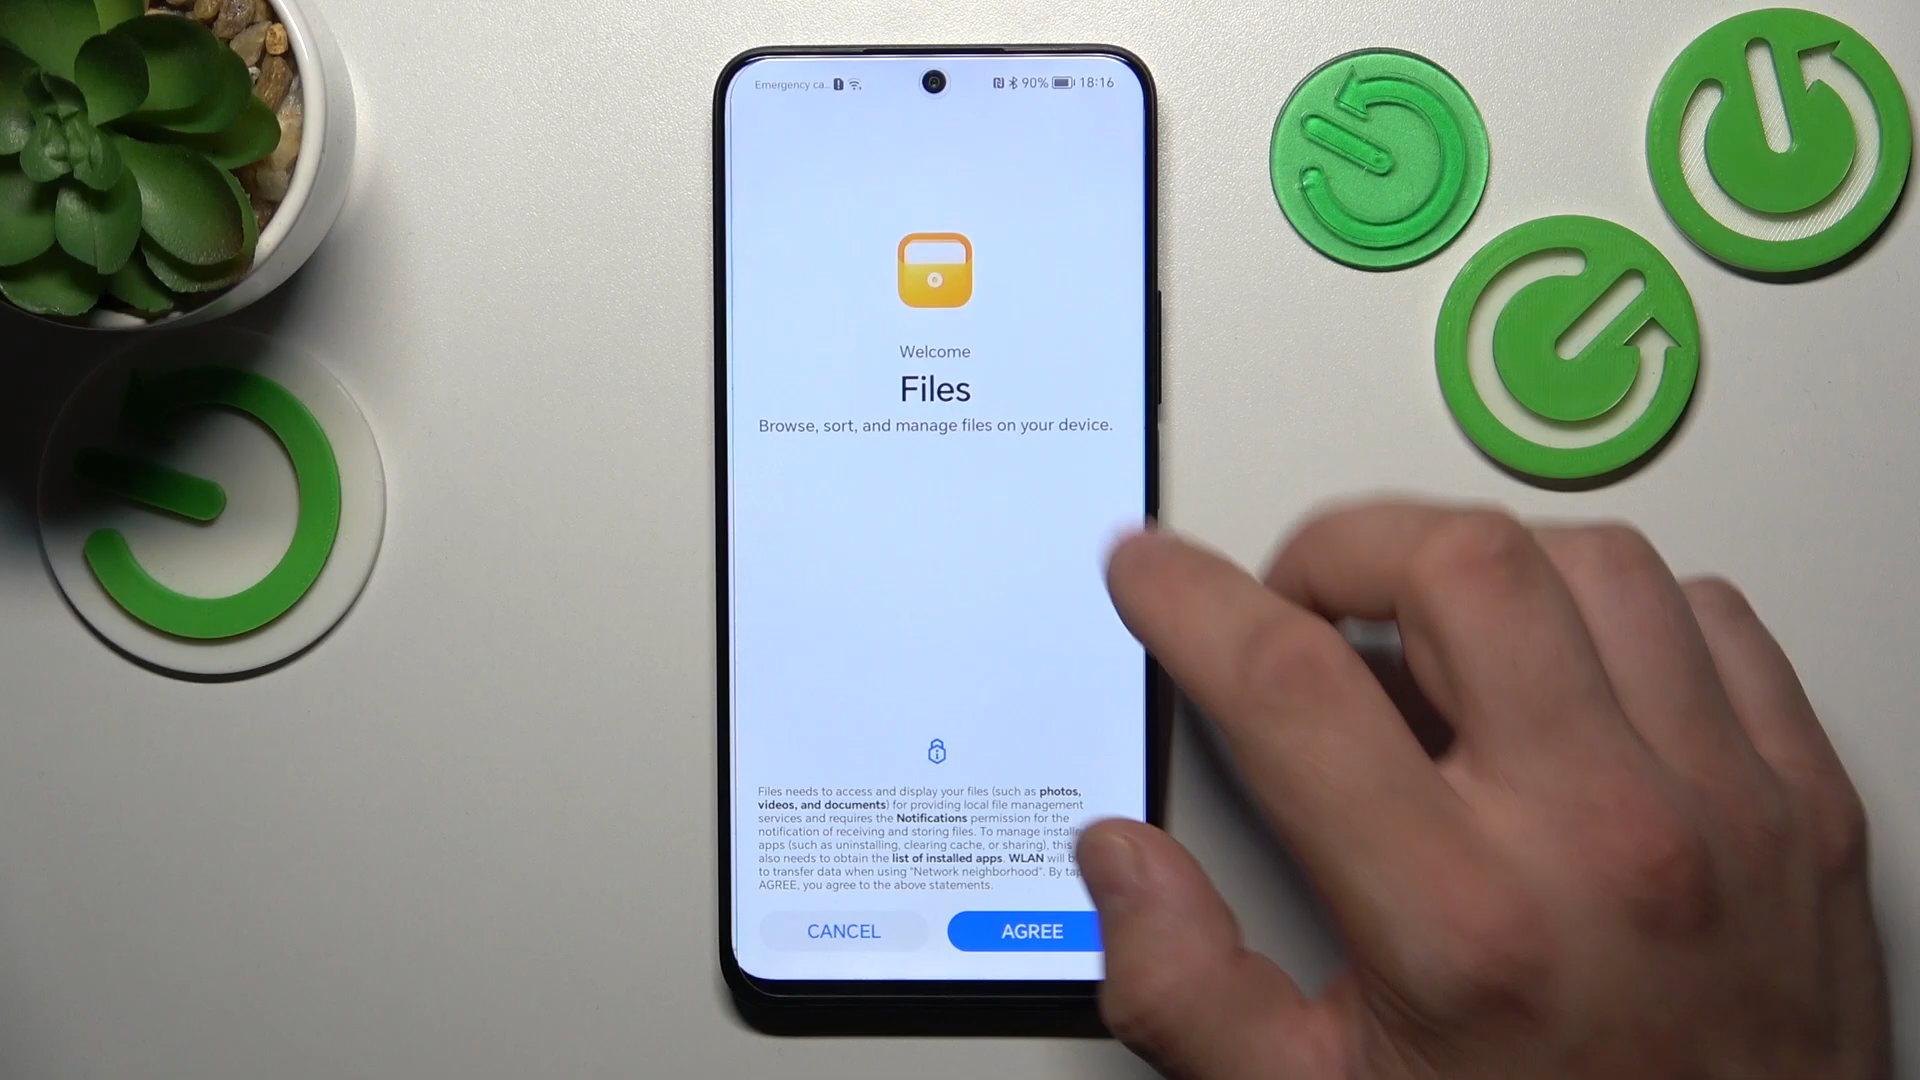 Emergency ca...
90% 18:16
Welcome
Files
Browse, sort, and manage files on your device.
Files needs to access and display your files (such as photos,
videos, and documents) for providing local file management
services and requires the Notifications permission for the
notification of receiving and storing files. To manage
apps (such as uninstalling, clearing cache, or sharing), this
also needs to obtain the list of installed apps. WLAN will
to transfer data when using "Network neighborhood". By
AGREE, you agree to the above statements.
CANCEL AGREE